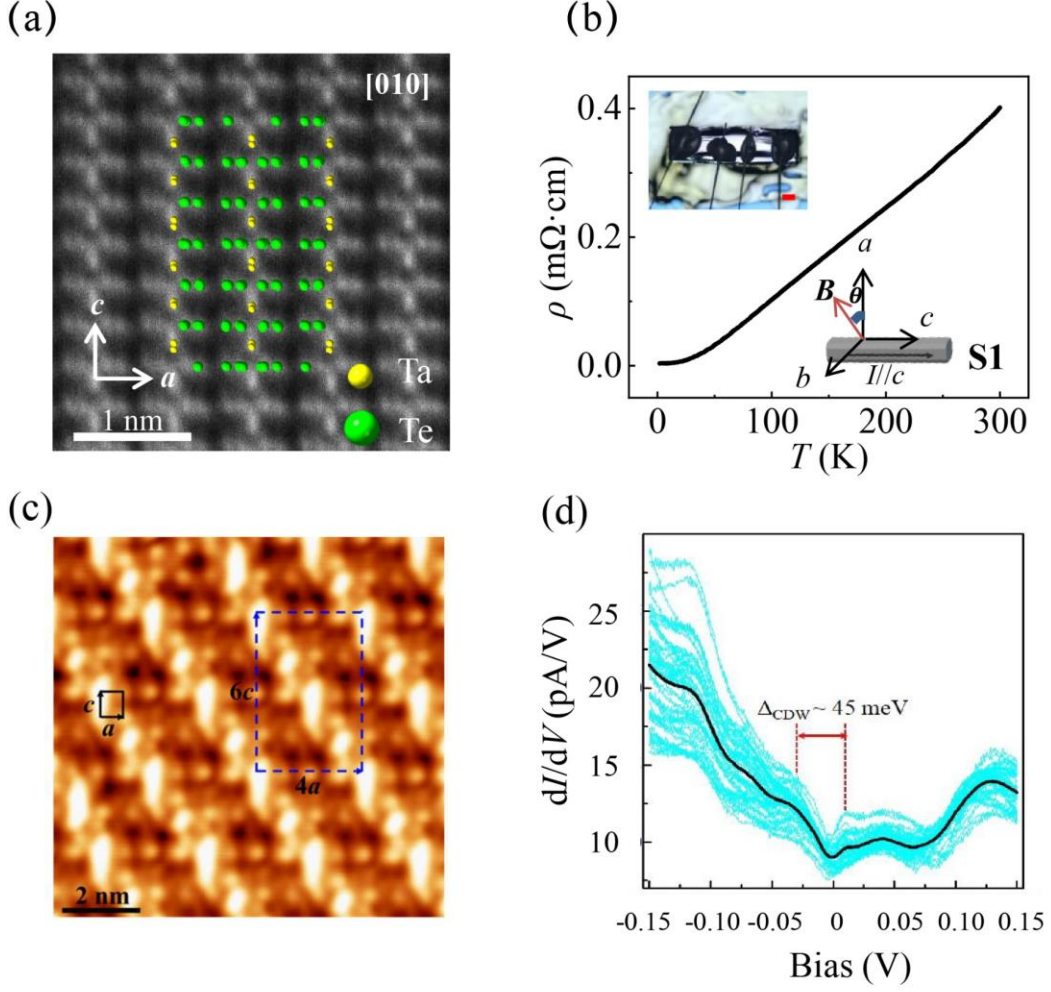 (a)
[010]
c
a
1 nm
Ta
Te
(b)
0.4
0.2
0.0
ρ (mΩ·cm)
0
100
200
300
T (K)
a
B
θ
c
b
I//c
S1
(c)
c
a
6c
4a
2 nm
(d)
25
20
15
10
dI/dV (pA/V)
Δ_CDW ~ 45 meV
-0.15
-0.10
-0.05
0
0.05
0.10
0.15
Bias (V)